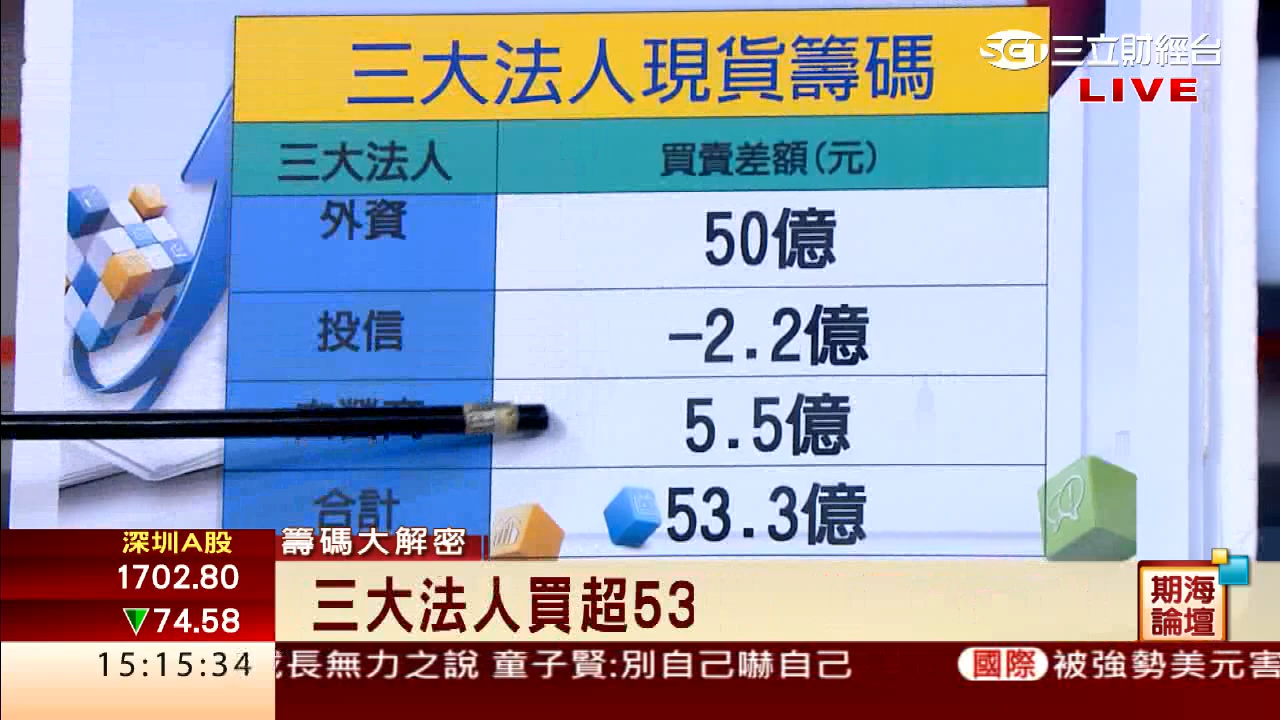 三大法人現貨籌碼
SET三立財經台
LIVE
三大法人 買賣差額(元)
外資 50億
投信 -2.2億
5.5億
合計 53.3億
深圳A股
1702.80
▼74.58
15:15:34
籌碼大解密
三大法人買超53
期海
論壇
長無力之說 童子賢:別自己嚇自己
國際 被強勢美元害